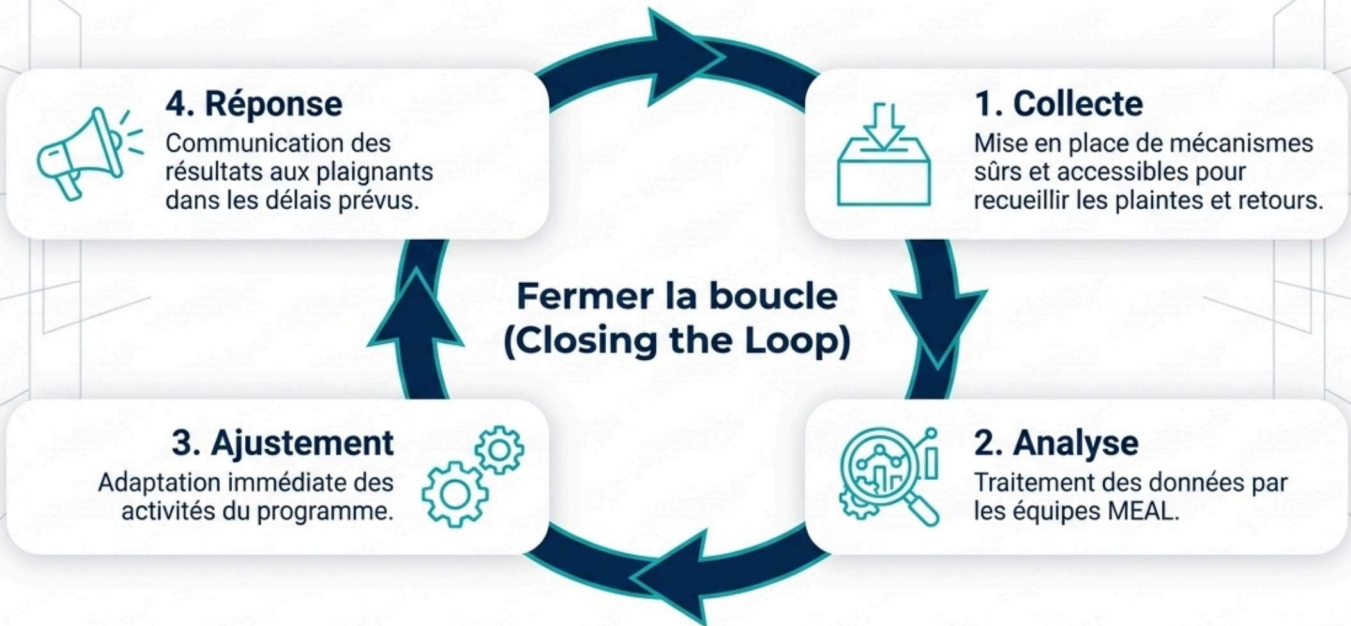 4. Réponse
Communication des
résultats aux plaignants
dans les délais prévus.
1. Collecte
Mise en place de mécanismes
sûrs et accessibles pour
recueillir les plaintes et retours.
Fermer la boucle
(Closing the Loop)
3. Ajustement
Adaptation immédiate des
activités du programme.
2. Analyse
Traitement des données par
les équipes MEAL.